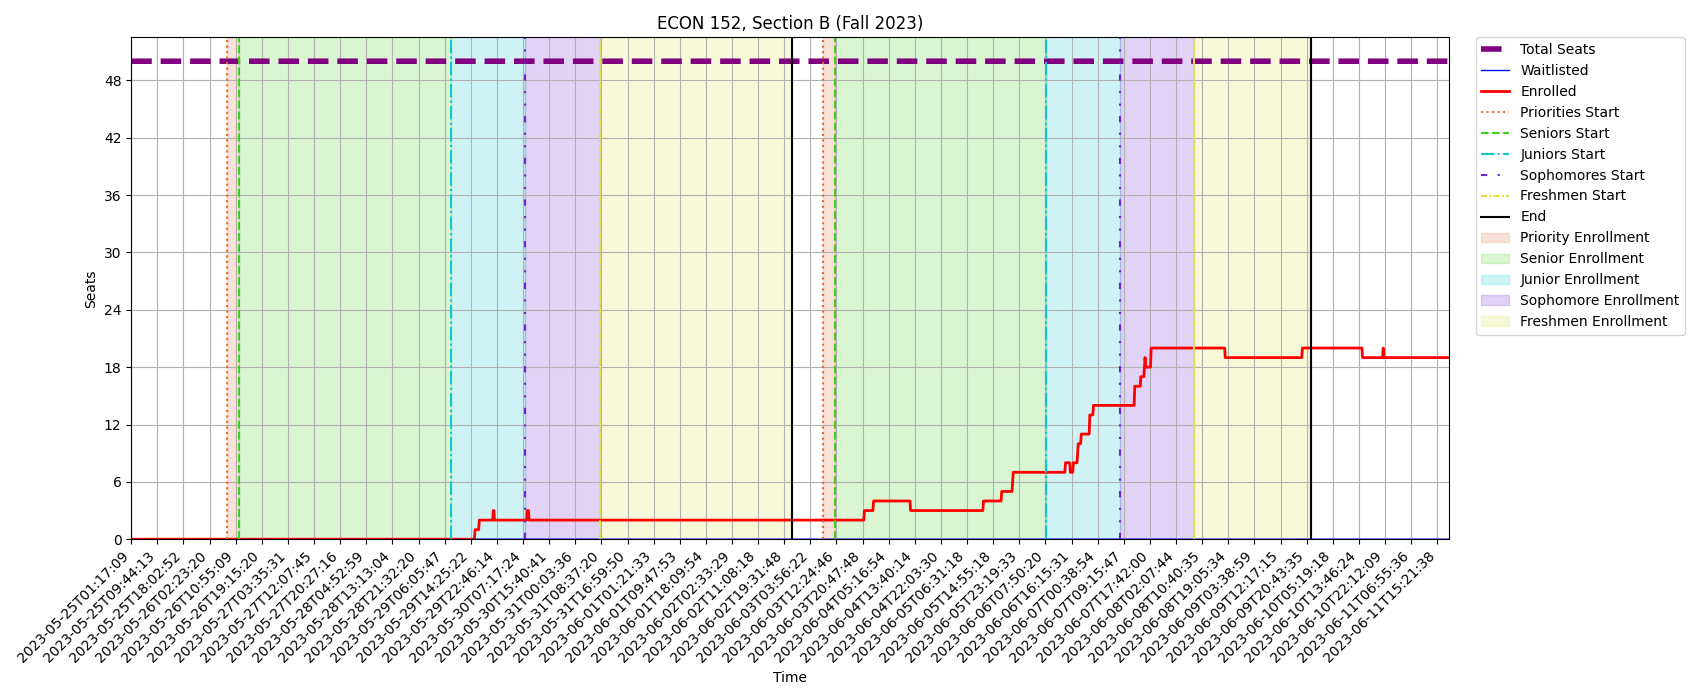 ECON 152, Section B (Fall 2023)
Seats
48
42
36
30
24
18
12
6
0
2023-05-25T01:17:09
2023-05-25T09:44:13
2023-05-25T18:02:52
2023-05-26T02:23:20
2023-05-26T10:55:09
2023-05-26T19:15:20
2023-05-27T03:35:31
2023-05-27T12:07:45
2023-05-27T20:27:16
2023-05-28T04:52:59
2023-05-28T13:13:04
2023-05-28T21:32:20
2023-05-29T06:05:47
2023-05-29T14:25:22
2023-05-29T22:46:14
2023-05-30T07:17:24
2023-05-30T15:40:41
2023-05-31T00:03:36
2023-05-31T08:37:20
2023-05-31T16:59:50
2023-06-01T01:21:33
2023-06-01T09:47:53
2023-06-01T18:09:54
2023-06-02T02:33:29
2023-06-02T11:08:18
2023-06-02T19:31:48
2023-06-03T03:56:22
2023-06-03T12:24:46
2023-06-03T20:47:48
2023-06-04T05:16:54
2023-06-04T13:40:14
2023-06-04T22:03:30
2023-06-05T06:31:18
2023-06-05T14:55:18
2023-06-05T23:19:33
2023-06-06T07:50:20
2023-06-06T16:15:31
2023-06-07T00:38:54
2023-06-07T09:15:47
2023-06-07T17:42:00
2023-06-08T02:07:44
2023-06-08T10:40:35
2023-06-08T19:05:34
2023-06-09T03:38:59
2023-06-09T12:17:15
2023-06-09T20:43:35
2023-06-10T05:19:18
2023-06-10T13:46:24
2023-06-10T22:12:09
2023-06-11T06:55:36
2023-06-11T15:21:38
Time
Total Seats
Waitlisted
Enrolled
Priorities Start
Seniors Start
Juniors Start
Sophomores Start
Freshmen Start
End
Priority Enrollment
Senior Enrollment
Junior Enrollment
Sophomore Enrollment
Freshmen Enrollment